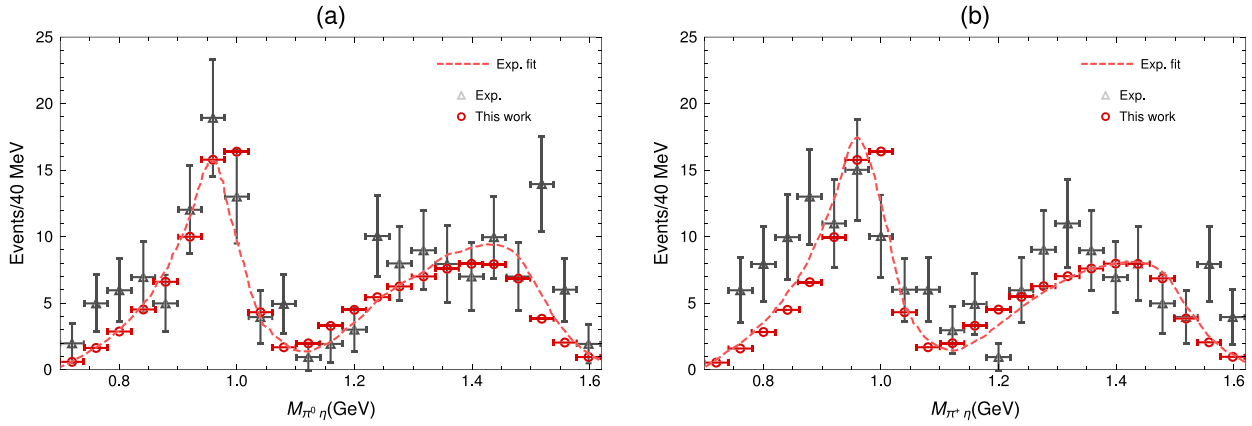 (a)
Events/40 MeV
25
20
15
10
5
0
Exp. fit
Exp.
This work
0.8 1.0 1.2 1.4 1.6
M_{π⁰ η}(GeV)
(b)
Events/40 MeV
25
20
15
10
5
0
Exp. fit
Exp.
This work
0.8 1.0 1.2 1.4 1.6
M_{π⁺ η}(GeV)